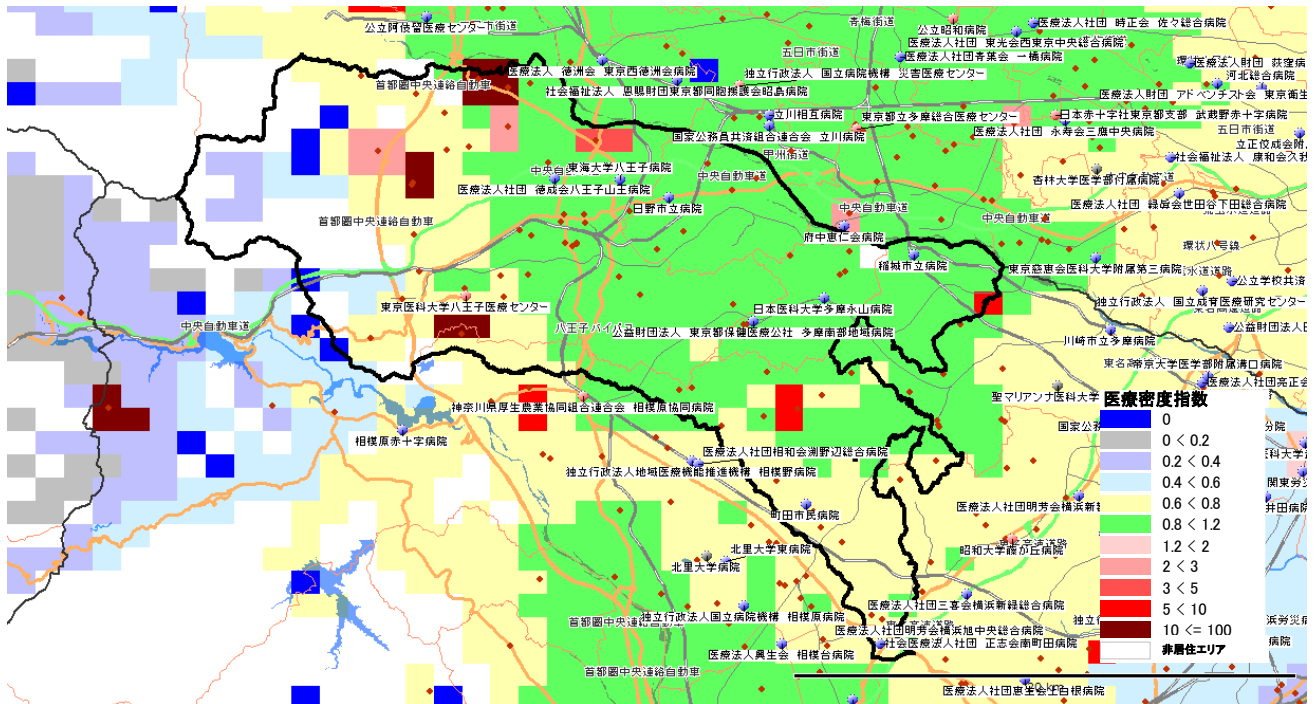 公立阿伎留医療センター
市街道
青梅街道
公立昭和病院
医療法人社団 時正会 佐々総合病院
医療法人社団 東光会西東京中央総合病院
五日市街道
医療法人社団青葉会 一橋病院
医療法人 徳洲会 東京西徳洲会病院
独立行政法人 国立病院機構 災害医療センター
医療法人財団 荻窪病
河北総合病院
首都圏中央連絡自動車
社会福祉法人 恩賜財団東京都同胞援護会昭島病院
医療法人財団 アドベンチスト会 東京衛生
立川相互病院
東京都立多摩総合医療センター
日本赤十字社東京都支部 武蔵野赤十字病院
国家公務員共済組合連合会 立川病院
医療法人社団 永寿会三鷹中央病院
五日市街道
立正佼成会附
甲州街道
東海大学八王子病院
社会福祉法人 康和会久我
中央自動車道
杏林大学医学部付属病院
医療法人社団 徳成会八王子山王病院
日野市立病院
医療法人社団 緑眞会世田谷下田総合病院
首都圏中央連絡自動車
中央自動車道
中央自動車道
府中恵仁会病院
環状八号線
稲城市立病院
東京慈恵会医科大学附属第三病院
公立学校共済
独立行政法人 国立成育医療研究センター
東京医科大学八王子医療センター
日本医科大学多摩永山病院
中央自動車道
八王子バイパス
公益財団法人 東京都保健医療公社 多摩南部地域病院
川崎市立多摩病院
帝京大学医学部附属溝口病院
医療法人社団亮正会
聖マリアンナ医科大学
神奈川県厚生農業協同組合連合会 相模原協同病院
相模原赤十字病院
医療法人社団相和会渕野辺総合病院
独立行政法人地域医療機能推進機構 相模野病院
町田市民病院
医療法人社団明芳会横浜新
北里大学東病院
北里大学病院
昭和大学藤が丘病院
医療法人社団三喜会横浜新緑総合病院
独立行政法人国立病院機構 相模原病院
首都圏中央連絡自動車
医療法人社団明芳会横浜旭中央総合病院
社会医療法人社団 正志会南町田病院
医療法人興生会 相模台病院
首都圏中央連絡自動車
医療法人社団恵生会上白根病院
医療密度指数
0
0 < 0.2
0.2 < 0.4
0.4 < 0.6
0.6 < 0.8
0.8 < 1.2
1.2 < 2
2 < 3
3 < 5
5 < 10
10 <= 100
非居住エリア